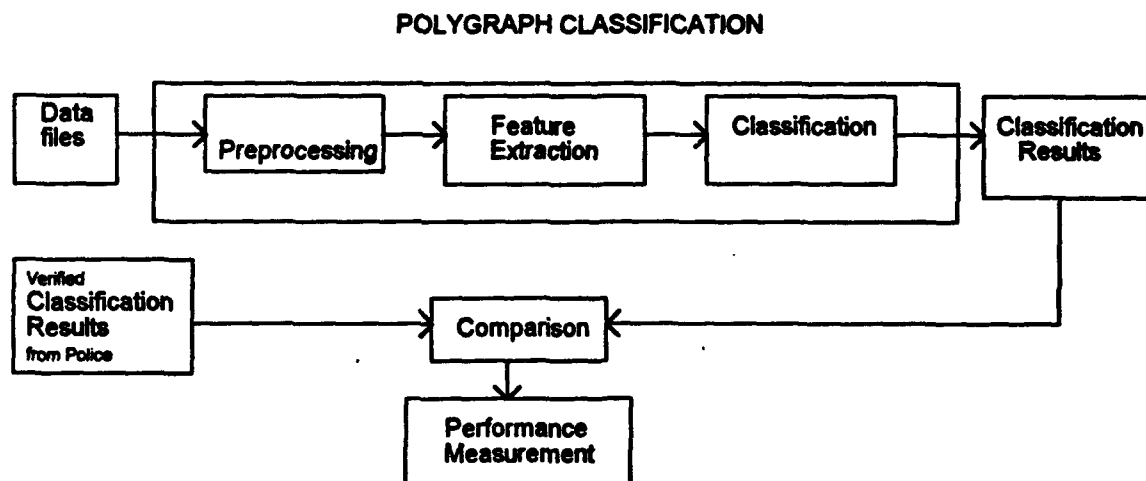 POLYGRAPH CLASSIFICATION
Data
files
Preprocessing
Feature
Extraction
Classification
Classification
Results
Verified
Classification
Results
from Police
Comparison
Performance
Measurement